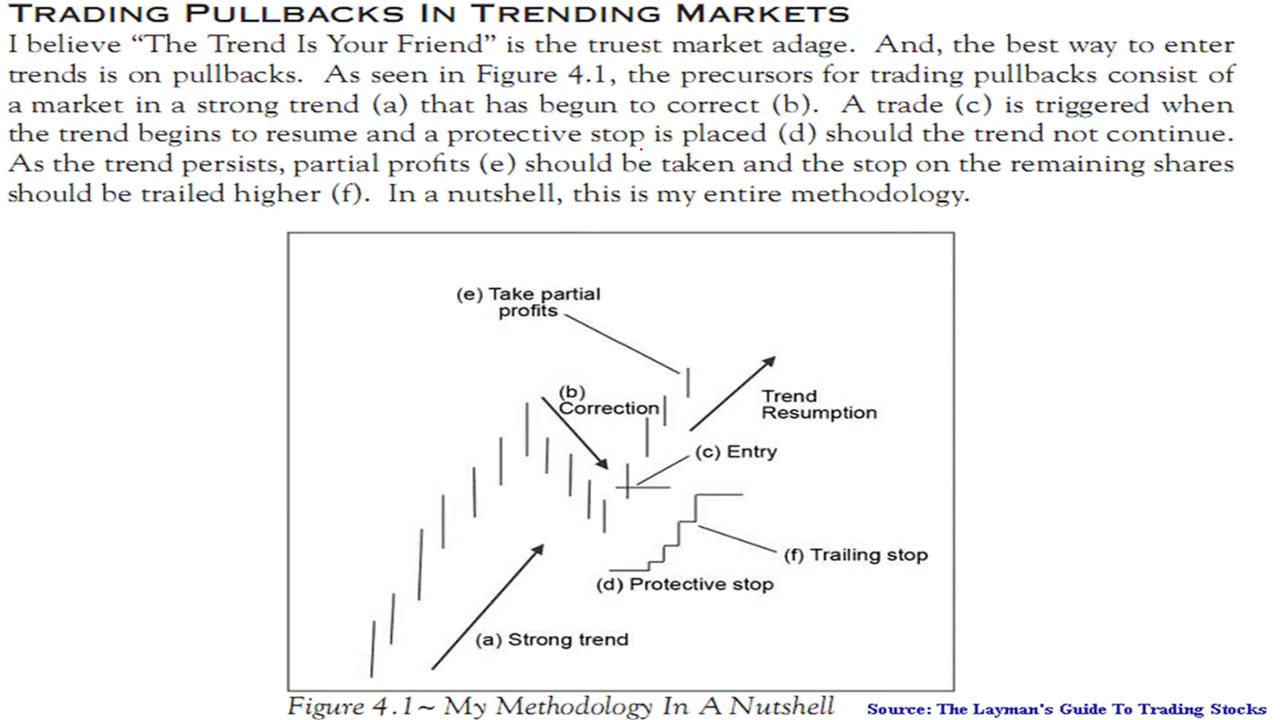 TRADING PULLBACKS IN TRENDING MARKETS
I believe “The Trend Is Your Friend” is the truest market adage. And, the best way to enter
trends is on pullbacks. As seen in Figure 4.1, the precursors for trading pullbacks consist of
a market in a strong trend (a) that has begun to correct (b). A trade (c) is triggered when
the trend begins to resume and a protective stop is placed (d) should the trend not continue.
As the trend persists, partial profits (e) should be taken and the stop on the remaining shares
should be trailed higher (f). In a nutshell, this is my entire methodology.
(e) Take partial
profits
(b)
Correction
Trend
Resumption
(c) Entry
(f) Trailing stop
(d) Protective stop
(a) Strong trend
Figure 4.1~ My Methodology In A Nutshell
Source: The Layman's Guide To Trading Stocks